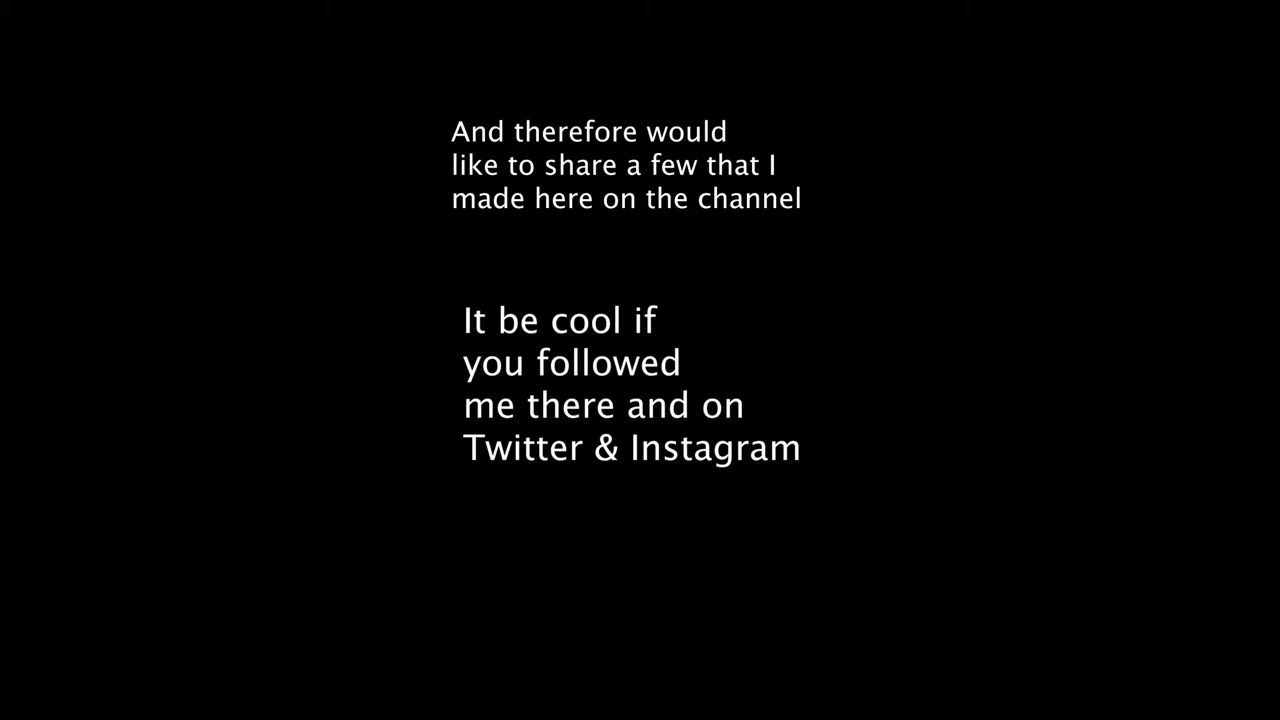 And therefore would
like to share a few that I
made here on the channel
It be cool if
you followed
me there and on
Twitter & Instagram